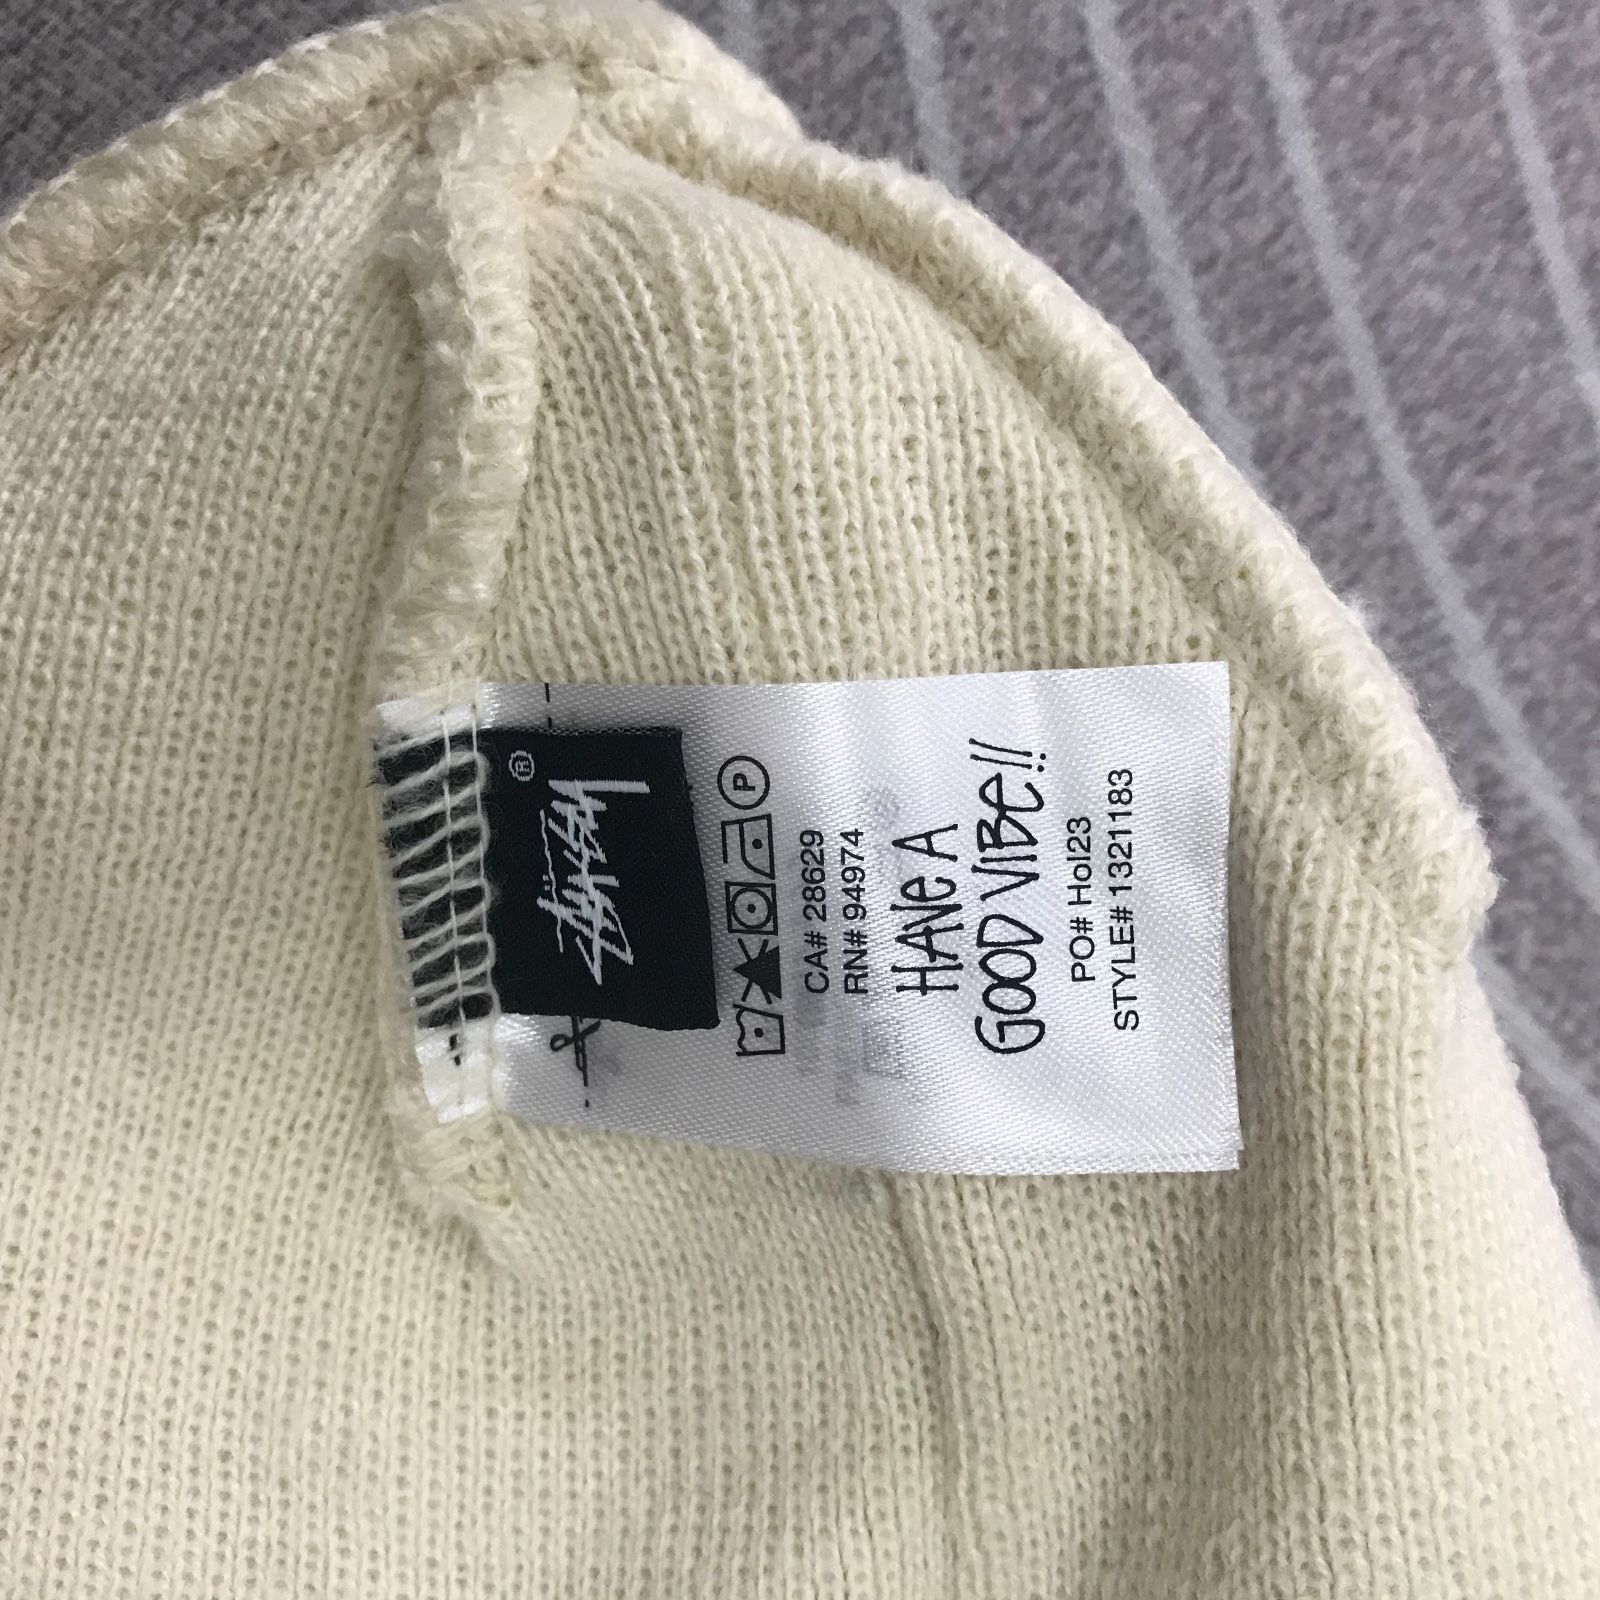 Stüssy
®
P
CA# 28629
RN# 94974
HAVE A
GOOD VIBE!!
PO# Hol23
STYLE# 1321183